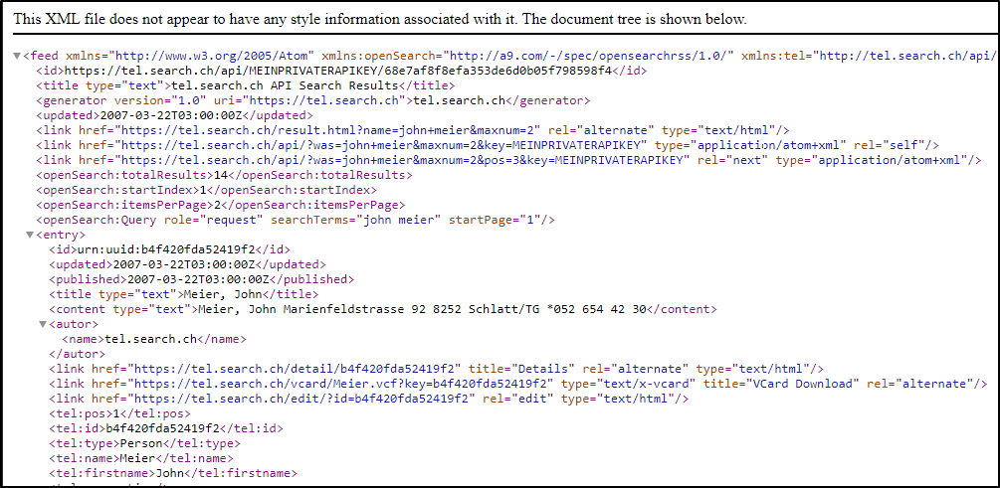 This XML file does not appear to have any style information associated with it. The document tree is shown below.
▼<feed xmlns="http://www.w3.org/2005/Atom" xmlns:openSearch="http://a9.com/-/spec/opensearchrss/1.0/" xmlns:tel="http://tel.search.ch/api/
<id>https://tel.search.ch/api/MEINPRIVATERAPIKEY/68e7af8f8efa353de6d0b05f798598f4</id>
<title type="text">tel.search.ch API Search Results</title>
<generator version="1.0" uri="https://tel.search.ch">tel.search.ch</generator>
<updated>2007-03-22T03:00:00Z</updated>
<link href="https://tel.search.ch/result.html?name=john+meier&maxnum=2" rel="alternate" type="text/html"/>
<link href="https://tel.search.ch/api/?was=john+meier&maxnum=2&key=MEINPRIVATERAPIKEY" type="application/atom+xml" rel="self"/>
<link href="https://tel.search.ch/api/?was=john+meier&maxnum=2&pos=3&key=MEINPRIVATERAPIKEY" rel="next" type="application/atom+xml"/>
<openSearch:totalResults>14</openSearch:totalResults>
<openSearch:startIndex>1</openSearch:startIndex>
<openSearch:itemsPerPage>2</openSearch:itemsPerPage>
<openSearch:Query role="request" searchTerms="john meier" startPage="1"/>
▼<entry>
<id>urn:uuid:b4f420fda52419f2</id>
<updated>2007-03-22T03:00:00Z</updated>
<published>2007-03-22T03:00:00Z</published>
<title type="text">Meier, John</title>
<content type="text">Meier, John Marienfeldstrasse 92 8252 Schlatt/TG *052 654 42 30</content>
▼<autor>
<name>tel.search.ch</name>
</autor>
<link href="https://tel.search.ch/detail/b4f420fda52419f2" title="Details" rel="alternate" type="text/html"/>
<link href="https://tel.search.ch/vcard/Meier.vcf?key=b4f420fda52419f2" type="text/x-vcard" title="VCard Download" rel="alternate"/>
<link href="https://tel.search.ch/edit/?id=b4f420fda52419f2" rel="edit" type="text/html"/>
<tel:pos>1</tel:pos>
<tel:id>b4f420fda52419f2</tel:id>
<tel:type>Person</tel:type>
<tel:name>Meier</tel:name>
<tel:firstname>John</tel:firstname>